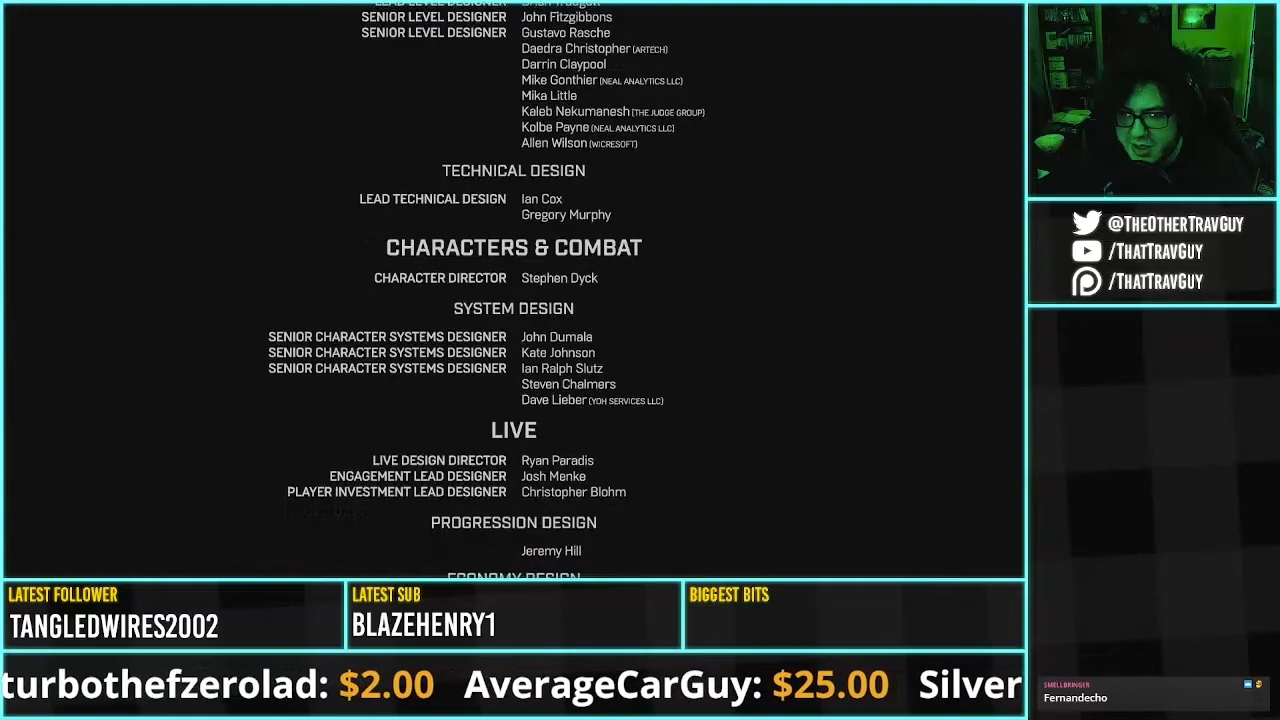 SENIOR LEVEL DESIGNER John Fitzgibbons
SENIOR LEVEL DESIGNER Gustavo Rasche
Daedra Christopher (ARTECH)
Darrin Claypool
Mike Gonthier (NEAL ANALYTICS LLC)
Mika Little
Kaleb Nekumanesh (THE JUDGE GROUP)
Kolbe Payne (NEAL ANALYTICS LLC)
Allen Wilson (WICRESOFT)
TECHNICAL DESIGN
LEAD TECHNICAL DESIGN Ian Cox
Gregory Murphy
CHARACTERS & COMBAT
CHARACTER DIRECTOR Stephen Dyck
SYSTEM DESIGN
SENIOR CHARACTER SYSTEMS DESIGNER John Dumala
SENIOR CHARACTER SYSTEMS DESIGNER Kate Johnson
SENIOR CHARACTER SYSTEMS DESIGNER Ian Ralph Slutz
Steven Chalmers
Dave Lieber (YOH SERVICES LLC)
LIVE
LIVE DESIGN DIRECTOR Ryan Paradis
ENGAGEMENT LEAD DESIGNER Josh Menke
PLAYER INVESTMENT LEAD DESIGNER Christopher Blohm
PROGRESSION DESIGN
Jeremy Hill
ECONOMY DESIGN
@TheOtherTravGuy
/ThatTravGuy
/ThatTravGuy
LATEST FOLLOWER
TANGLEDWIRES2002
LATEST SUB
BLAZEHENRY1
BIGGEST BITS
turbothefzerolad: $2.00 AverageCarGuy: $25.00 Silver
SMELLBRINGER
Fernandecho